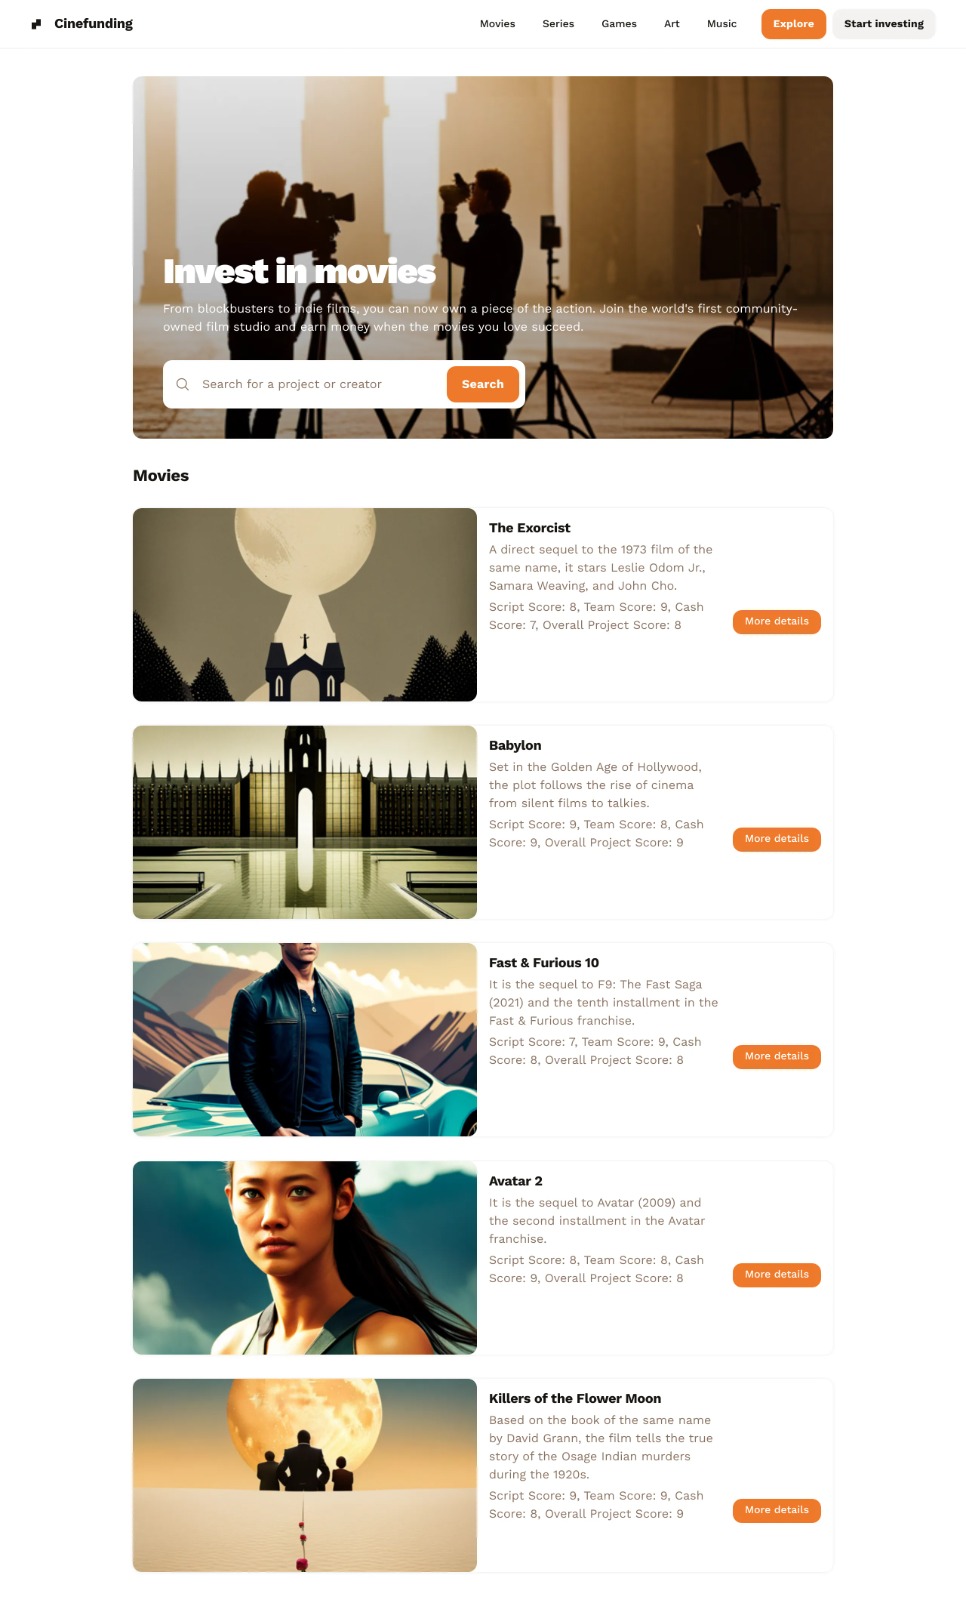 Cinefunding
Movies
Series
Games
Art
Music
Explore
Start investing
Invest in movies
From blockbusters to indie films, you can now own a piece of the action. Join the world's first community-
owned film studio and earn money when the movies you love succeed.
Search for a project or creator
Search
Movies
The Exorcist
A direct sequel to the 1973 film of the
same name, it stars Leslie Odom Jr.,
Samara Weaving, and John Cho.
Script Score: 8, Team Score: 9, Cash
Score: 7, Overall Project Score: 8
More details
Babylon
Set in the Golden Age of Hollywood,
the plot follows the rise of cinema
from silent films to talkies.
Script Score: 9, Team Score: 8, Cash
Score: 9, Overall Project Score: 9
More details
Fast & Furious 10
It is the sequel to F9: The Fast Saga
(2021) and the tenth installment in the
Fast & Furious franchise.
Script Score: 7, Team Score: 9, Cash
Score: 8, Overall Project Score: 8
More details
Avatar 2
It is the sequel to Avatar (2009) and
the second installment in the Avatar
franchise.
Script Score: 8, Team Score: 8, Cash
Score: 9, Overall Project Score: 8
More details
Killers of the Flower Moon
Based on the book of the same name
by David Grann, the film tells the true
story of the Osage Indian murders
during the 1920s.
Script Score: 9, Team Score: 9, Cash
Score: 8, Overall Project Score: 9
More details